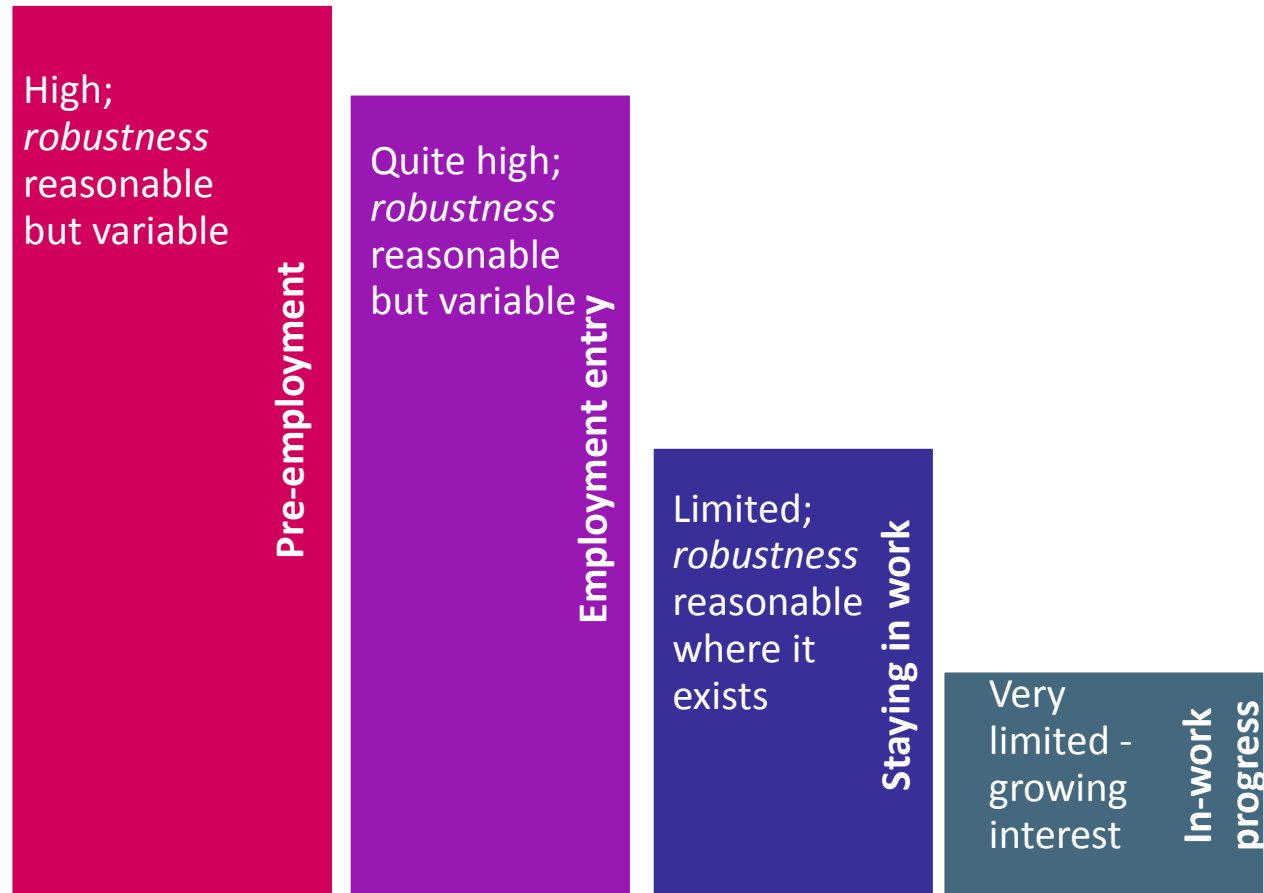 High;
robustness
reasonable
but variable
Pre-employment
Quite high;
robustness
reasonable
but variable
Employment entry
Limited;
robustness
reasonable
where it
exists
Staying in work
Very
limited -
growing
interest
In-work
progress